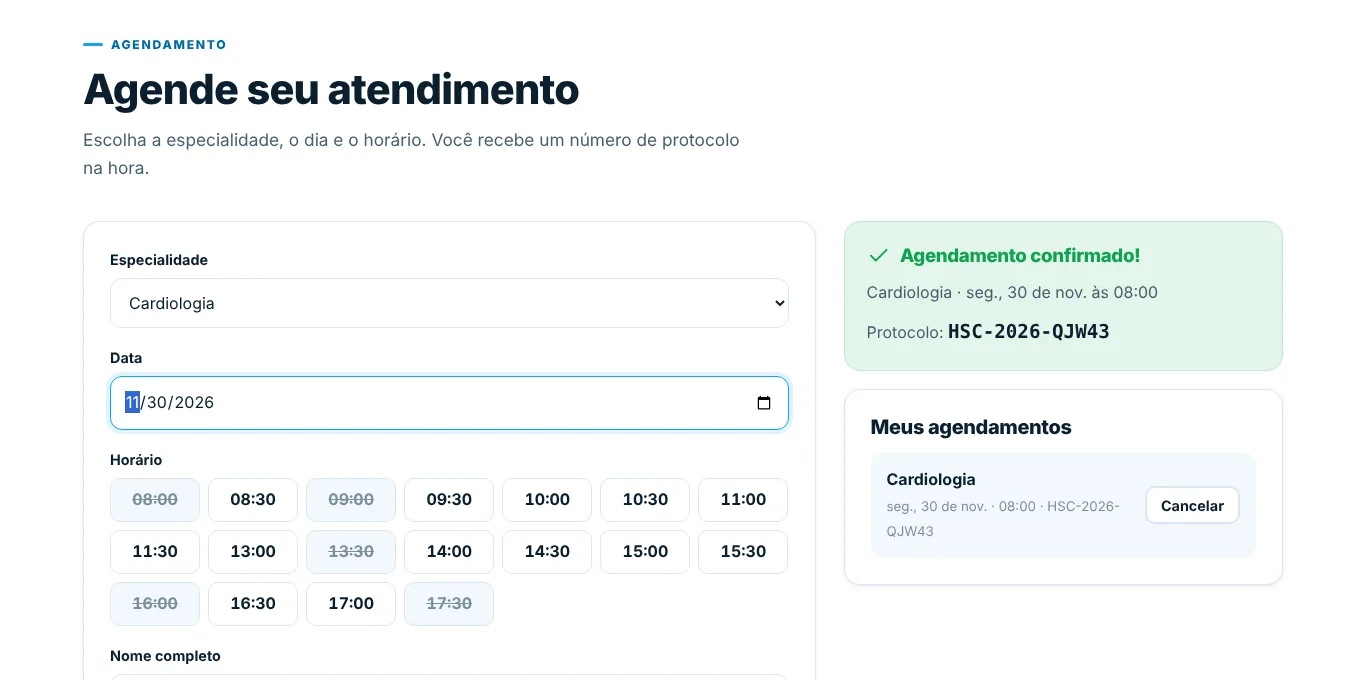 AGENDAMENTO
Agende seu atendimento
Escolha a especialidade, o dia e o horário. Você recebe um número de protocolo
na hora.
Especialidade
Cardiologia
Data
11/30/2026
Horário
08:00 08:30 09:00 09:30 10:00 10:30 11:00
11:30 13:00 13:30 14:00 14:30 15:00 15:30
16:00 16:30 17:00 17:30
Nome completo
Agendamento confirmado!
Cardiologia · seg., 30 de nov. às 08:00
Protocolo: HSC-2026-QJW43
Meus agendamentos
Cardiologia
seg., 30 de nov. · 08:00 · HSC-2026-
QJW43
Cancelar